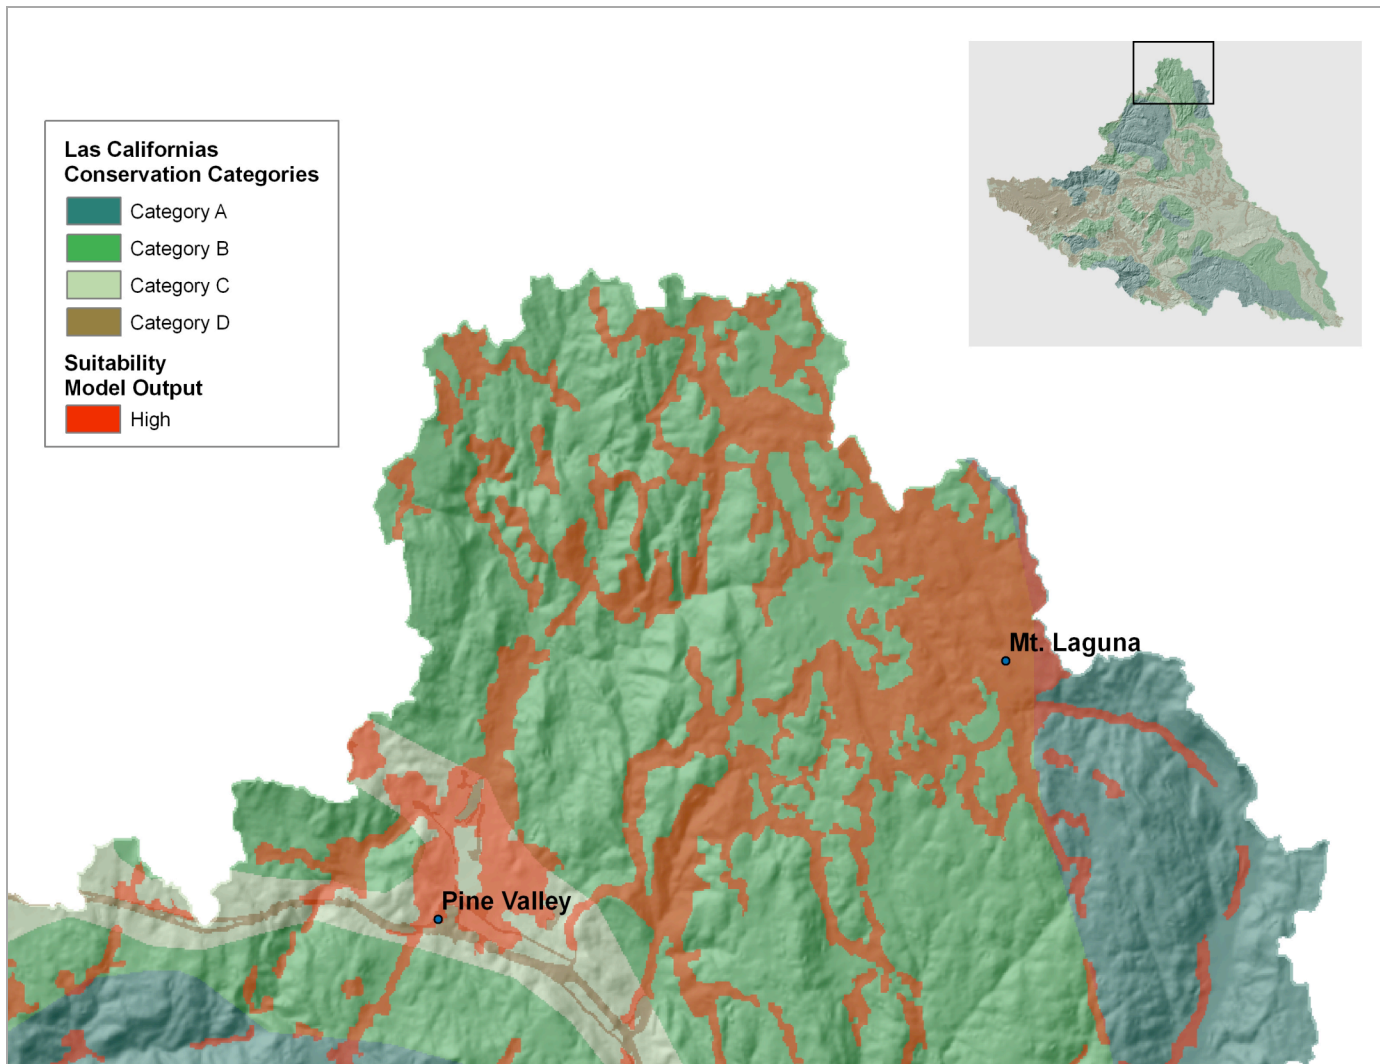 Las Californias
Conservation Categories
Category A
Category B
Category C
Category D
Suitability
Model Output
High
Mt. Laguna
Pine Valley